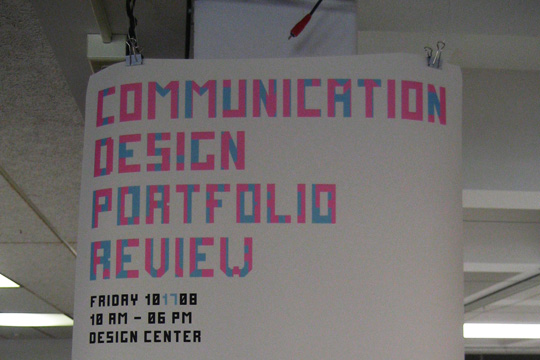 COMMUNICATION
DESIGN
PORTFOLIO
REVIEW
FRIDAY 101708
10 AM - 06 PM
DESIGN CENTER